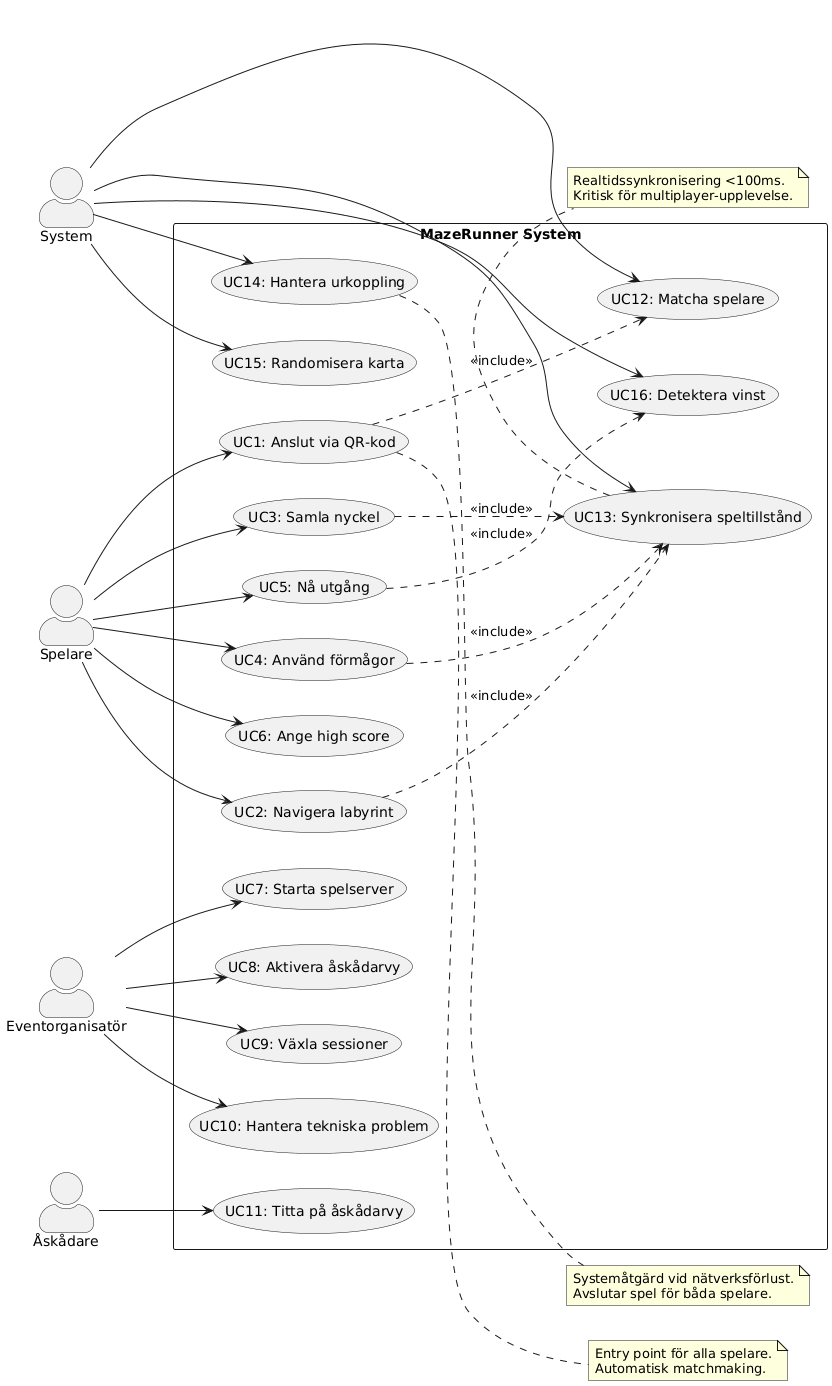 Realtidssynkronisering <100ms.
Kritisk för multiplayer-upplevelse.
System
MazeRunner System
UC14: Hantera urkoppling
UC12: Matcha spelare
UC15: Randomisera karta
«include»
UC16: Detektera vinst
UC1: Anslut via QR-kod
UC3: Samla nyckel
«include»
UC13: Synkronisera speltillstånd
«include»
UC5: Nå utgång
Spelare
UC4: Använd förmågor
«include»
UC6: Ange high score
«include»
UC2: Navigera labyrint
UC7: Starta spelserver
UC8: Aktivera åskådarvy
Eventorganisatör
UC9: Växla sessioner
UC10: Hantera tekniska problem
UC11: Titta på åskådarvy
Åskådare
Systemåtgärd vid nätverksförlust.
Avslutar spel för båda spelare.
Entry point för alla spelare.
Automatisk matchmaking.